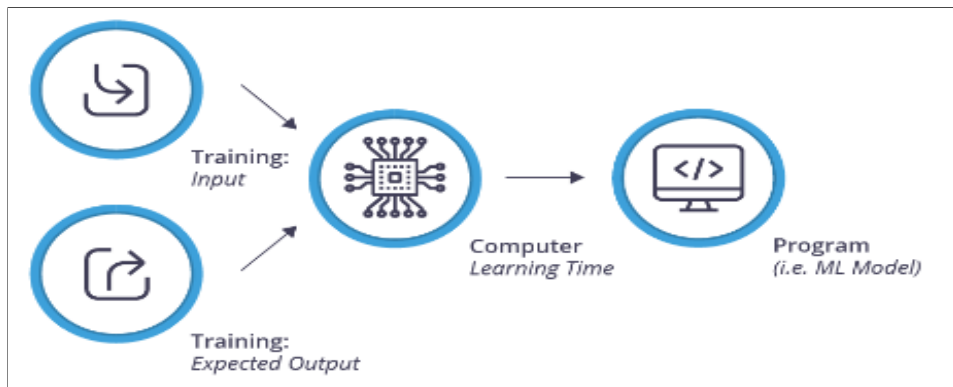 Training:
Input
Training:
Expected Output
Computer
Learning Time
</>
Program
(i.e. ML Model)